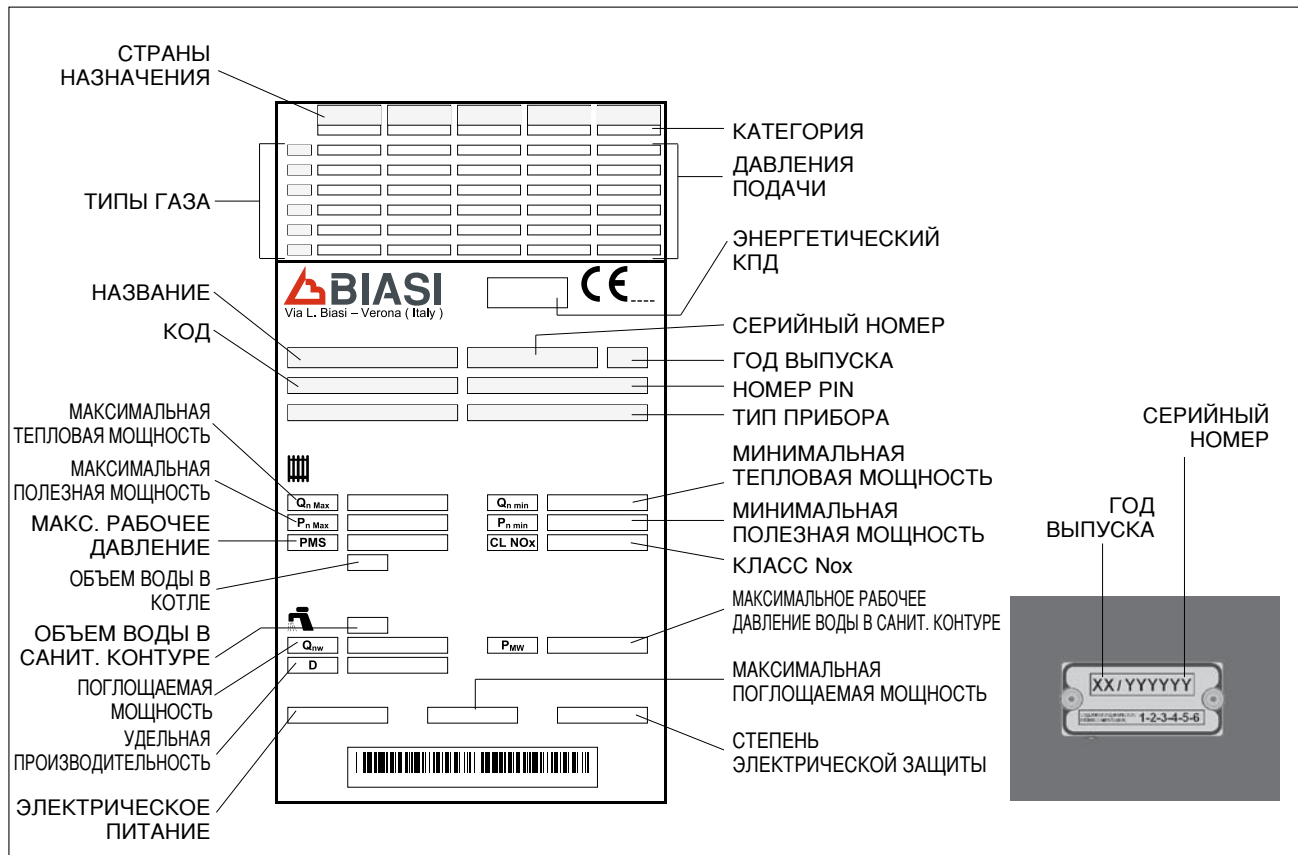 СТРАНЫ
НАЗНАЧЕНИЯ
КАТЕГОРИЯ
ДАВЛЕНИЯ
ПОДАЧИ
ТИПЫ ГАЗА
ЭНЕРГЕТИЧЕСКИЙ
КПД
BIASI
CE
Via L. Biasi – Verona ( Italy )
НАЗВАНИЕ
КОД
СЕРИЙНЫЙ НОМЕР
ГОД ВЫПУСКА
НОМЕР PIN
ТИП ПРИБОРА
МАКСИМАЛЬНАЯ
ТЕПЛОВАЯ МОЩНОСТЬ
МАКСИМАЛЬНАЯ
ПОЛЕЗНАЯ МОЩНОСТЬ
МАКС. РАБОЧЕЕ
ДАВЛЕНИЕ
ОБЪЕМ ВОДЫ В
КОТЛЕ
ОБЪЕМ ВОДЫ В
САНИТ. КОНТУРЕ
ПОГЛОЩАЕМАЯ
МОЩНОСТЬ
УДЕЛЬНАЯ
ПРОИЗВОДИТЕЛЬНОСТЬ
ЭЛЕКТРИЧЕСКОЕ
ПИТАНИЕ
Qn Max
Qn min
Pn Max
Pn min
PMS
CL NOx
Qnw
PMW
D
МИНИМАЛЬНАЯ
ТЕПЛОВАЯ МОЩНОСТЬ
МИНИМАЛЬНАЯ
ПОЛЕЗНАЯ МОЩНОСТЬ
КЛАСС Nox
МАКСИМАЛЬНОЕ РАБОЧЕЕ
ДАВЛЕНИЕ ВОДЫ В САНИТ. КОНТУРЕ
МАКСИМАЛЬНАЯ
ПОГЛОЩАЕМАЯ МОЩНОСТЬ
СТЕПЕНЬ
ЭЛЕКТРИЧЕСКОЙ ЗАЩИТЫ
СЕРИЙНЫЙ
НОМЕР
ГОД
ВЫПУСКА
XX/YYYYYY
1-2-3-4-5-6